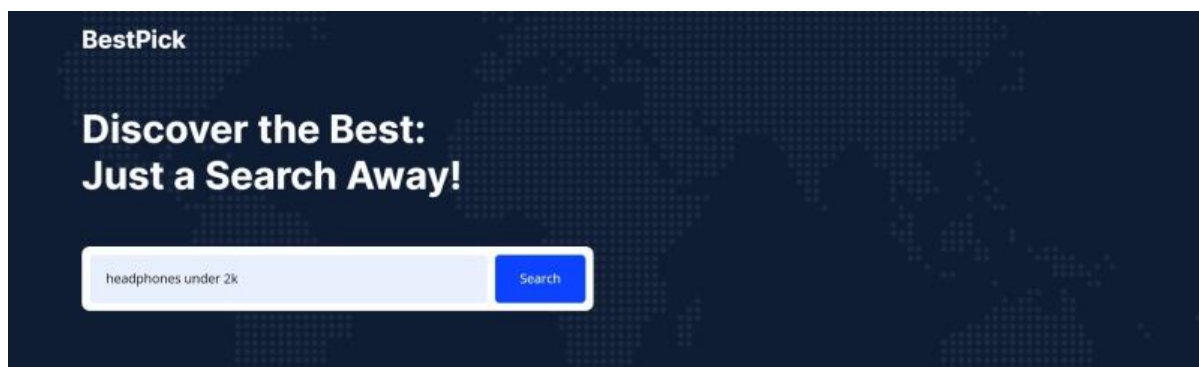 BestPick
Discover the Best:
Just a Search Away!
headphones under 2k
Search